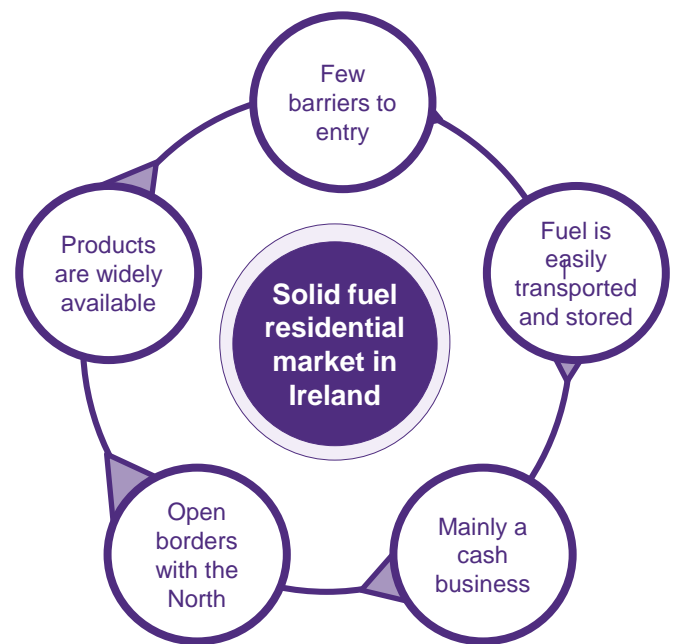 Few
barriers to
entry
Fuel is
easily
transported
and stored
Mainly a
cash
business
Open
borders
with the
North
Products
are widely
available
Solid fuel
residential
market in
Ireland